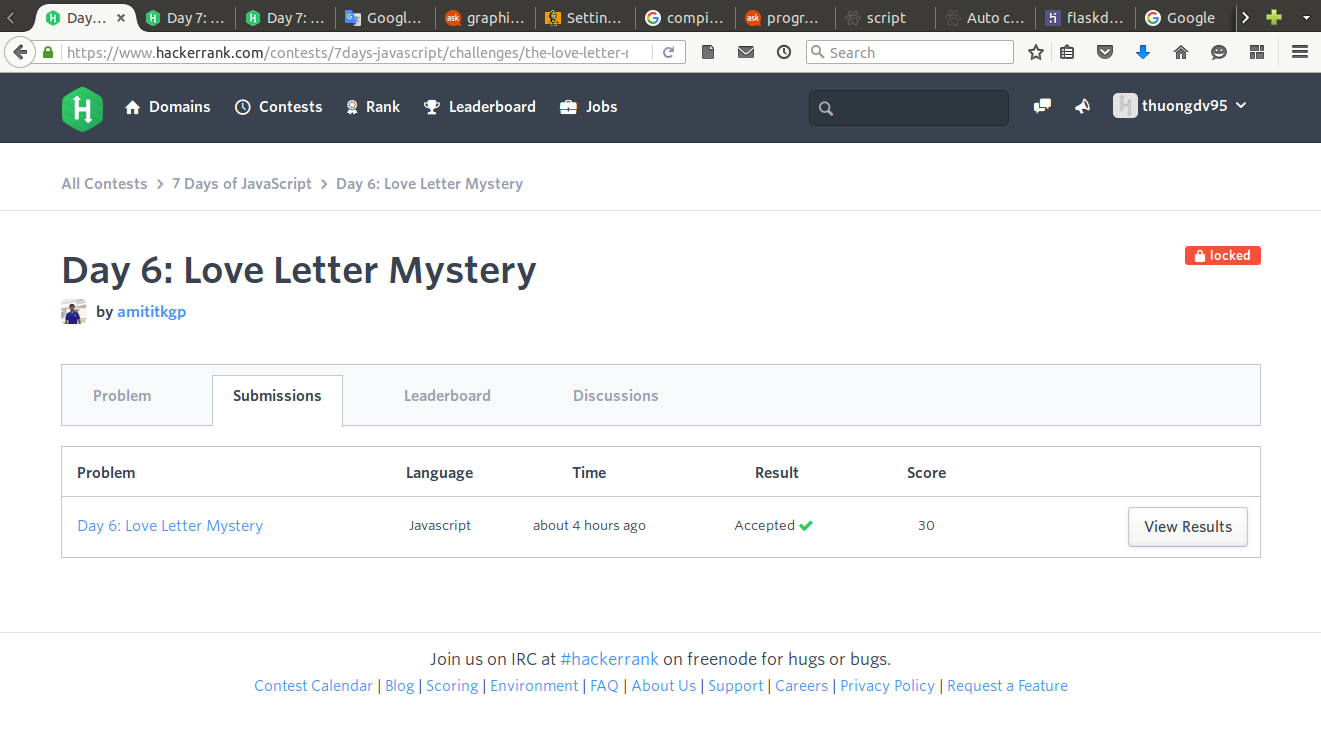 Day... Day 7: ... Day 7: ... Googl... graphi... Settin... compi... progr... script Auto c... flaskd... Google
https://www.hackerrank.com/contests/7days-javascript/challenges/the-love-letter-r Search
Domains Contests Rank Leaderboard Jobs thuongdv95
All Contests > 7 Days of JavaScript > Day 6: Love Letter Mystery
Day 6: Love Letter Mystery
locked
by amititkgp
Problem Submissions Leaderboard Discussions
Problem Language Time Result Score
Day 6: Love Letter Mystery Javascript about 4 hours ago Accepted 30 View Results
Join us on IRC at #hackerrank on freenode for hugs or bugs.
Contest Calendar | Blog | Scoring | Environment | FAQ | About Us | Support | Careers | Privacy Policy | Request a Feature